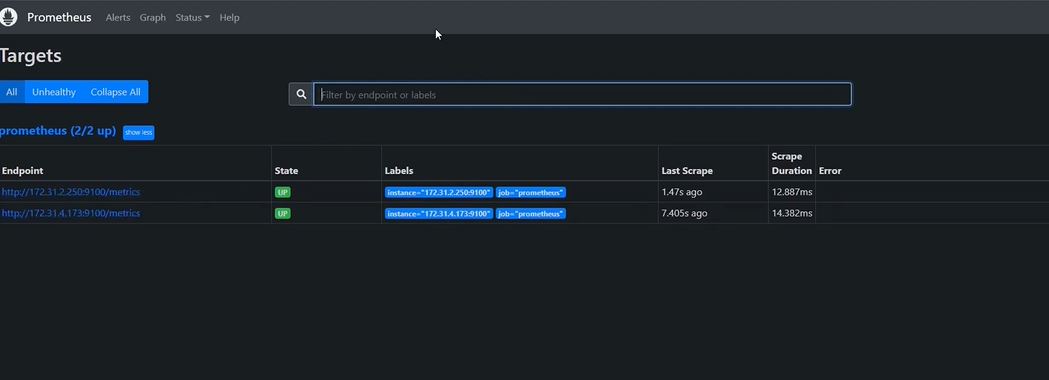 Prometheus Alerts Graph Status Help
Targets
All Unhealthy Collapse All
Filter by endpoint or labels
prometheus (2/2 up) show less
Endpoint State Labels Last Scrape Scrape Duration Error
http://172.31.2.250:9100/metrics UP instance="172.31.2.250:9100" job="prometheus" 1.47s ago 12.887ms
http://172.31.4.173:9100/metrics UP instance="172.31.4.173:9100" job="prometheus" 7.405s ago 14.382ms